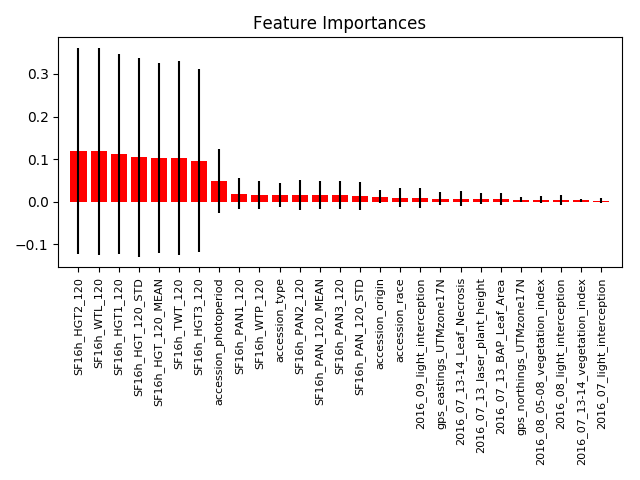 Feature Importances
0.3
0.2
0.1
0.0
−0.1
SF16h_HGT2_120
SF16h_WTL_120
SF16h_HGT1_120
SF16h_HGT_120_STD
SF16h_HGT_120_MEAN
SF16h_TWT_120
SF16h_HGT3_120
accession_photoperiod
SF16h_PAN1_120
SF16h_WTP_120
accession_type
SF16h_PAN2_120
SF16h_PAN_120_MEAN
SF16h_PAN3_120
SF16h_PAN_120_STD
accession_origin
accession_race
2016_09_light_interception
gps_eastings_UTMzone17N
2016_07_13-14_Leaf_Necrosis
2016_07_13_laser_plant_height
2016_07_13_BAP_Leaf_Area
gps_northings_UTMzone17N
2016_08_05-08_vegetation_index
2016_08_light_interception
2016_07_13-14_vegetation_index
2016_07_light_interception